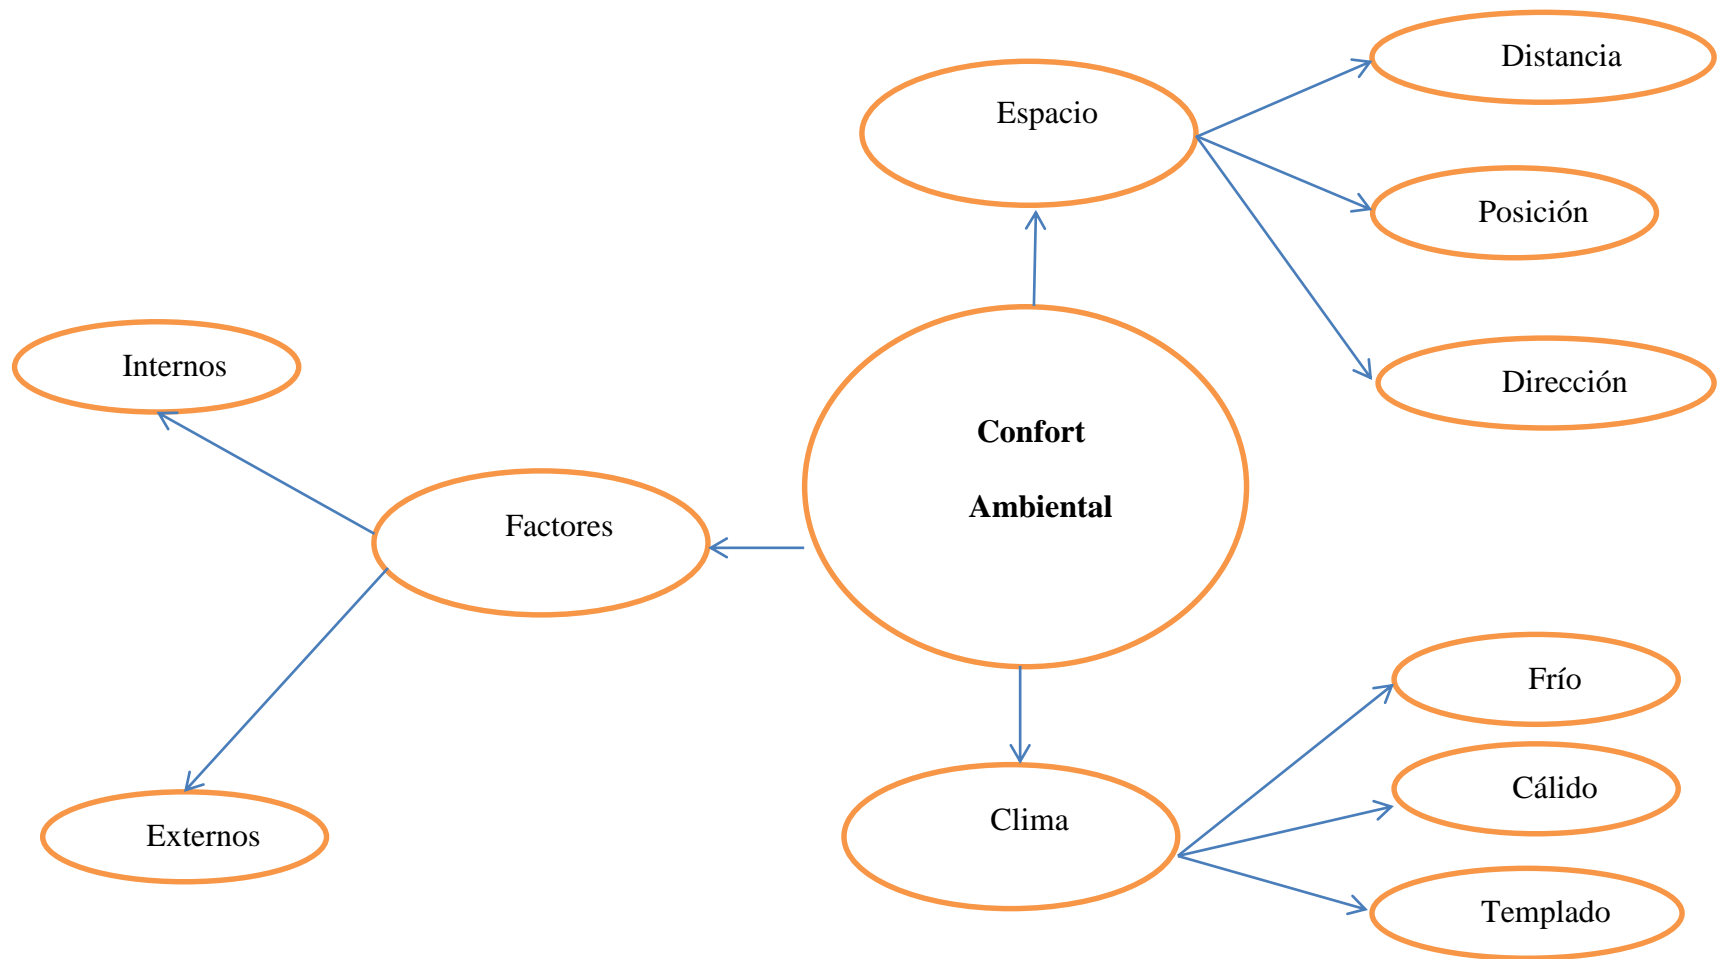 Distancia
Espacio
Posición
Internos
Dirección
Confort
Ambiental
Factores
Frío
Cálido
Clima
Externos
Templado